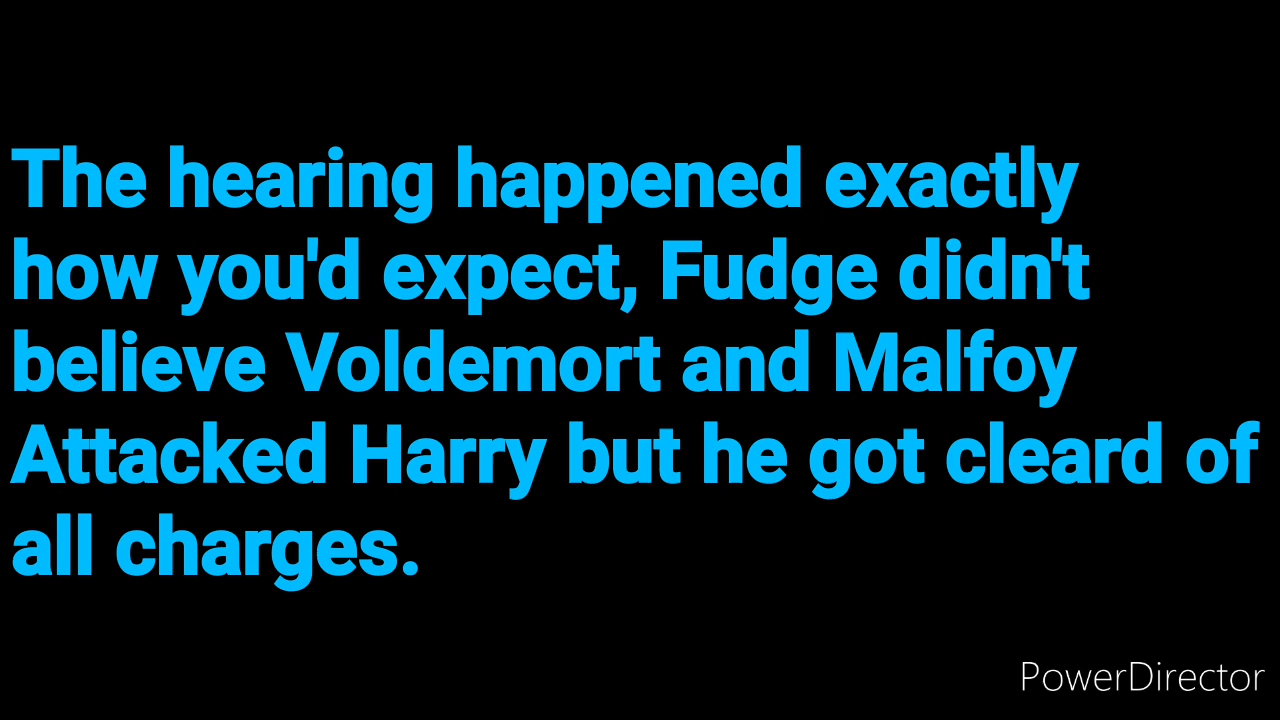 The hearing happened exactly
how you'd expect, Fudge didn't
believe Voldemort and Malfoy
Attacked Harry but he got cleard of
all charges.
PowerDirector